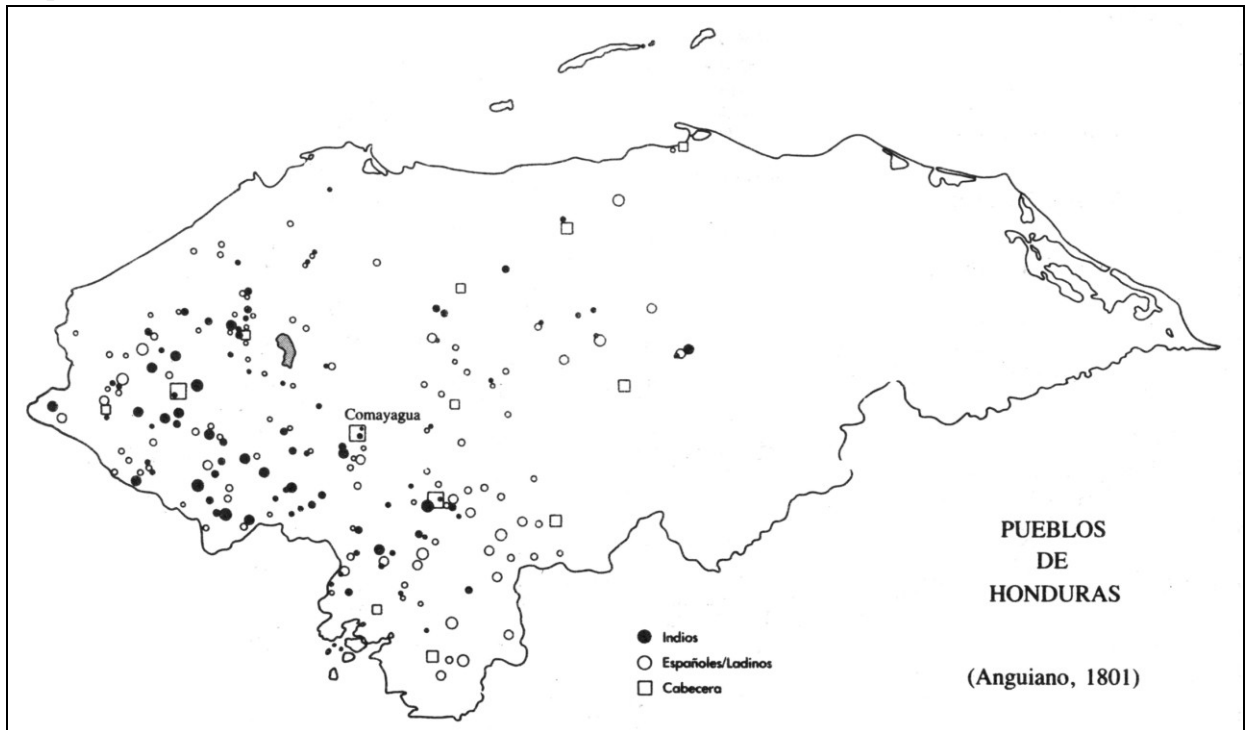 Comayagua
PUEBLOS
DE
HONDURAS
Indios
Españoles/Ladinos
Cabecera
(Anguiano, 1801)